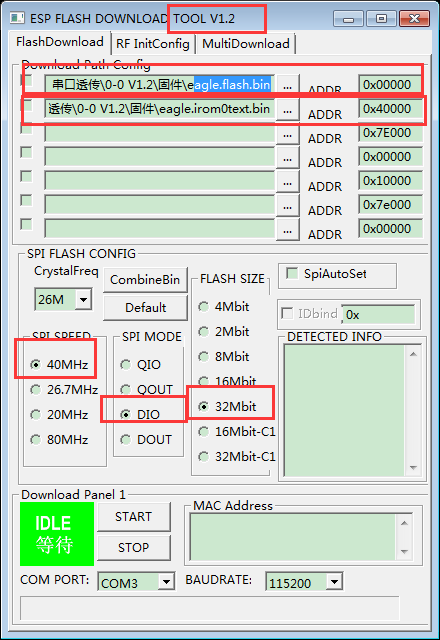 ESP FLASH DOWNLOAD TOOL V1.2
FlashDownload RF InitConfig MultiDownload
Download Path Config
串口透传\0-0 V1.2\固件\eagle.flash.bin ... ADDR 0x00000
透传\0-0 V1.2\固件\eagle.irom0text.bin ... ADDR 0x40000
... ADDR 0x7E000
... ADDR 0x00000
... ADDR 0x10000
... ADDR 0x7e000
... ADDR 0x00000
SPI FLASH CONFIG
CrystalFreq
26M
CombineBin
Default
SPI SPEED
40MHz
26.7MHz
20MHz
80MHz
SPI MODE
QIO
QOUT
DIO
DOUT
FLASH SIZE
4Mbit
2Mbit
8Mbit
16Mbit
32Mbit
16Mbit-C1
32Mbit-C1
SpiAutoSet
IDbind ,0x
DETECTED INFO
Download Panel 1
IDLE
等待
START
STOP
MAC Address
COM PORT: COM3 BAUDRATE: 115200